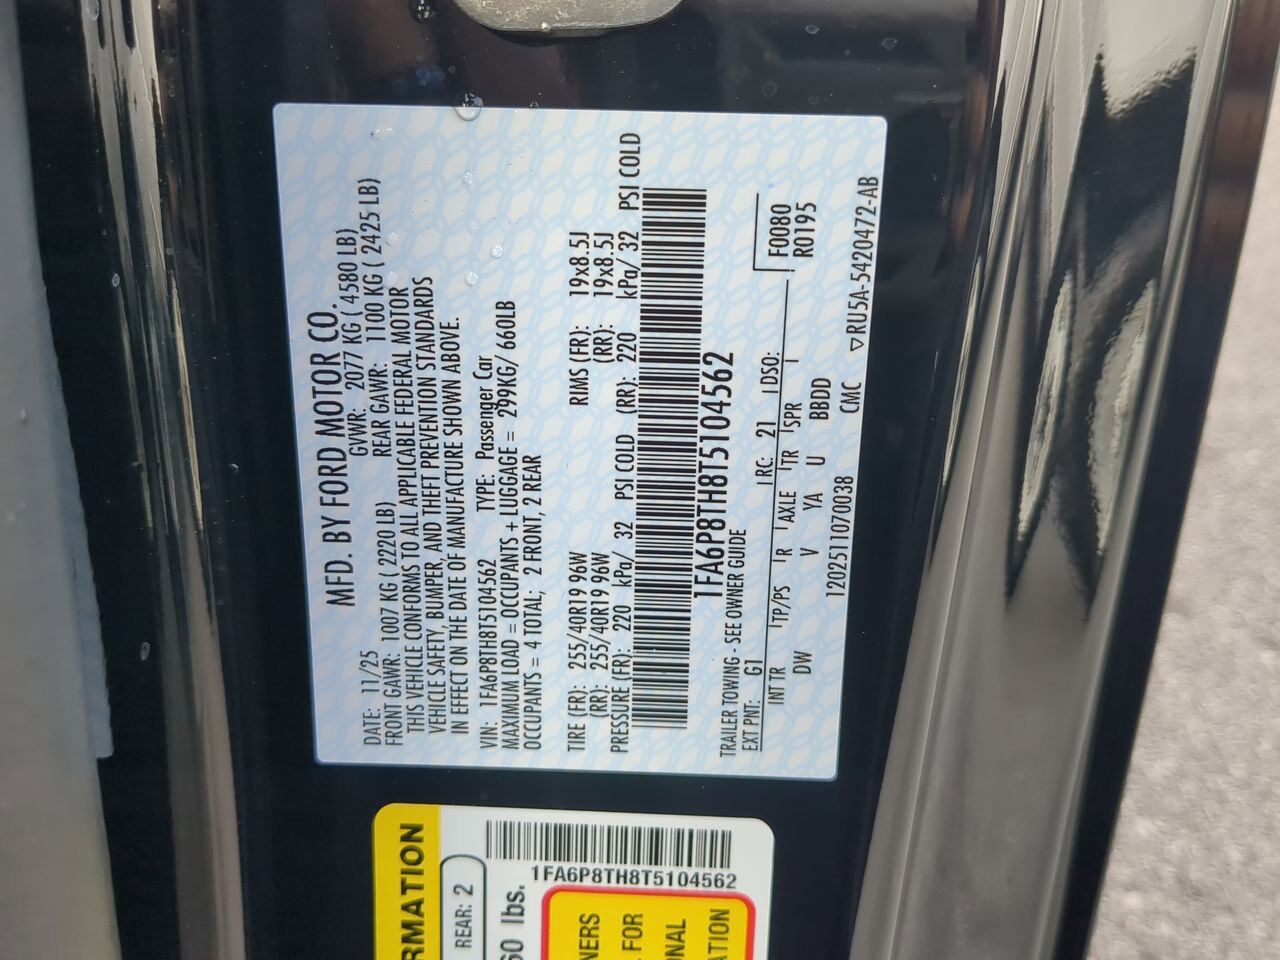 MFD. BY FORD MOTOR CO.
DATE: 11/25 GVWR: 2077 KG ( 4580 LB)
FRONT GAWR: 1007 KG ( 2220 LB) REAR GAWR: 1100 KG ( 2425 LB)
THIS VEHICLE CONFORMS TO ALL APPLICABLE FEDERAL MOTOR
VEHICLE SAFETY, BUMPER, AND THEFT PREVENTION STANDARDS
IN EFFECT ON THE DATE OF MANUFACTURE SHOWN ABOVE.
VIN: 1FA6P8TH8T5104562 TYPE: Passenger Car
MAXIMUM LOAD = OCCUPANTS + LUGGAGE = 299KG/ 660LB
OCCUPANTS = 4 TOTAL; 2 FRONT, 2 REAR
TIRE (FR): 255/40R19 96W RIMS (FR): 19x8.5J
(RR): 255/40R19 96W (RR): 19x8.5J
PRESSURE (FR): 220 kPa/ 32 PSI COLD (RR): 220 kPa/ 32 PSI COLD
1FA6P8TH8T5104562
TRAILER TOWING - SEE OWNER GUIDE
EXT PNT: G1 RC: 21 DSO: F0080
INT TR TP/PS R AXLE TR SPR R0195
DW V YA U BBDD
12025110​70038 CMC ▽RU5A-5420472-AB
RMATION
REAR: 2
1FA6P8TH8T5104562
60 lbs.
NERS
FOR
ONAL
ATION